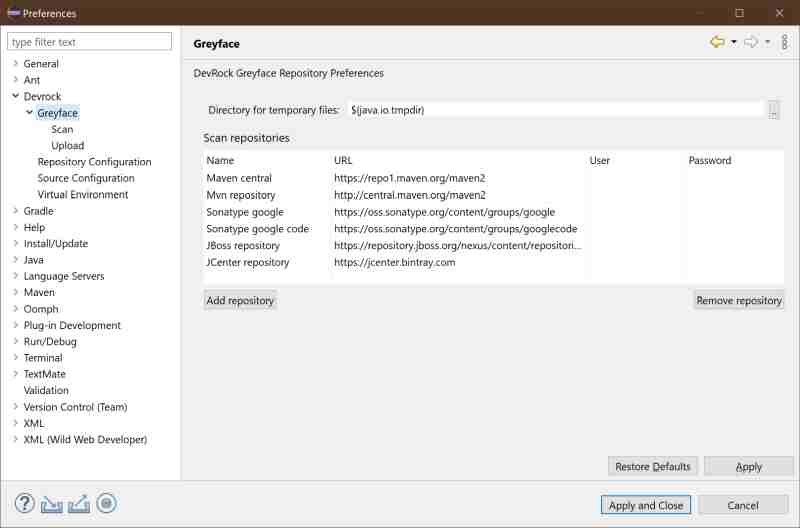 Preferences
type filter text
General
Ant
Devrock
Greyface
Scan
Upload
Repository Configuration
Source Configuration
Virtual Environment
Gradle
Help
Install/Update
Java
Language Servers
Maven
Oomph
Plug-in Development
Run/Debug
Terminal
TextMate
Validation
Version Control (Team)
XML
XML (Wild Web Developer)
Greyface
DevRock Greyface Repository Preferences
Directory for temporary files: ${java.io.tmpdir}
...
Scan repositories
Name URL User Password
Maven central https://repo1.maven.org/maven2
Mvn repository http://central.maven.org/maven2
Sonatype google https://oss.sonatype.org/content/groups/google
Sonatype google code https://oss.sonatype.org/content/groups/googlecode
JBoss repository https://repository.jboss.org/nexus/content/repositori...
JCenter repository https://jcenter.bintray.com
Add repository Remove repository
Restore Defaults Apply
? Apply and Close Cancel